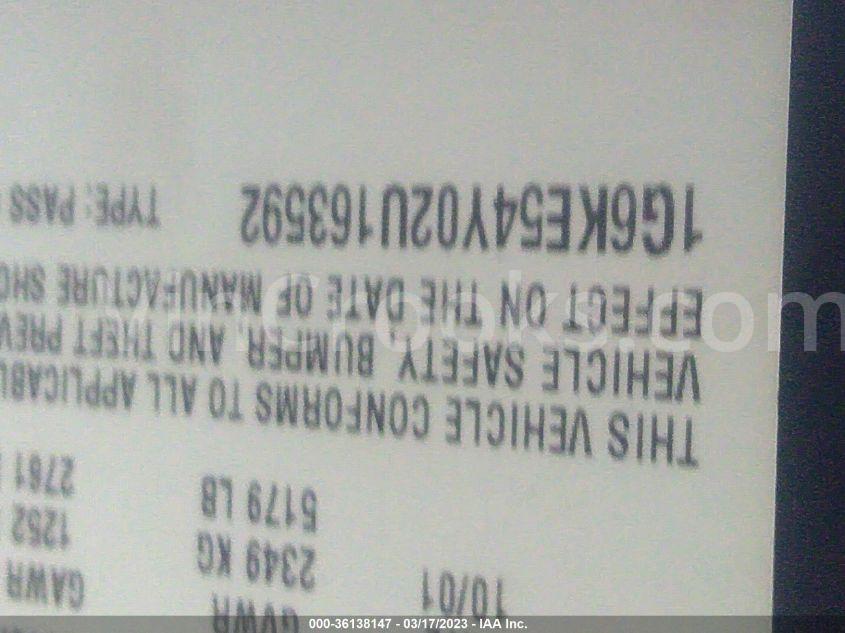 GVWR GAWR
10/01 2349 KG 1252
5179 LB 2761
THIS VEHICLE CONFORMS TO ALL APPLICABL
VEHICLE SAFETY, BUMPER, AND THEFT PREV
EFFECT ON THE DATE OF MANUFACTURE SHO
1G6KE54Y02U163592 TYPE: PASS
VinCrooks.com
000-36138147 - 03/17/2023 - IAA Inc.